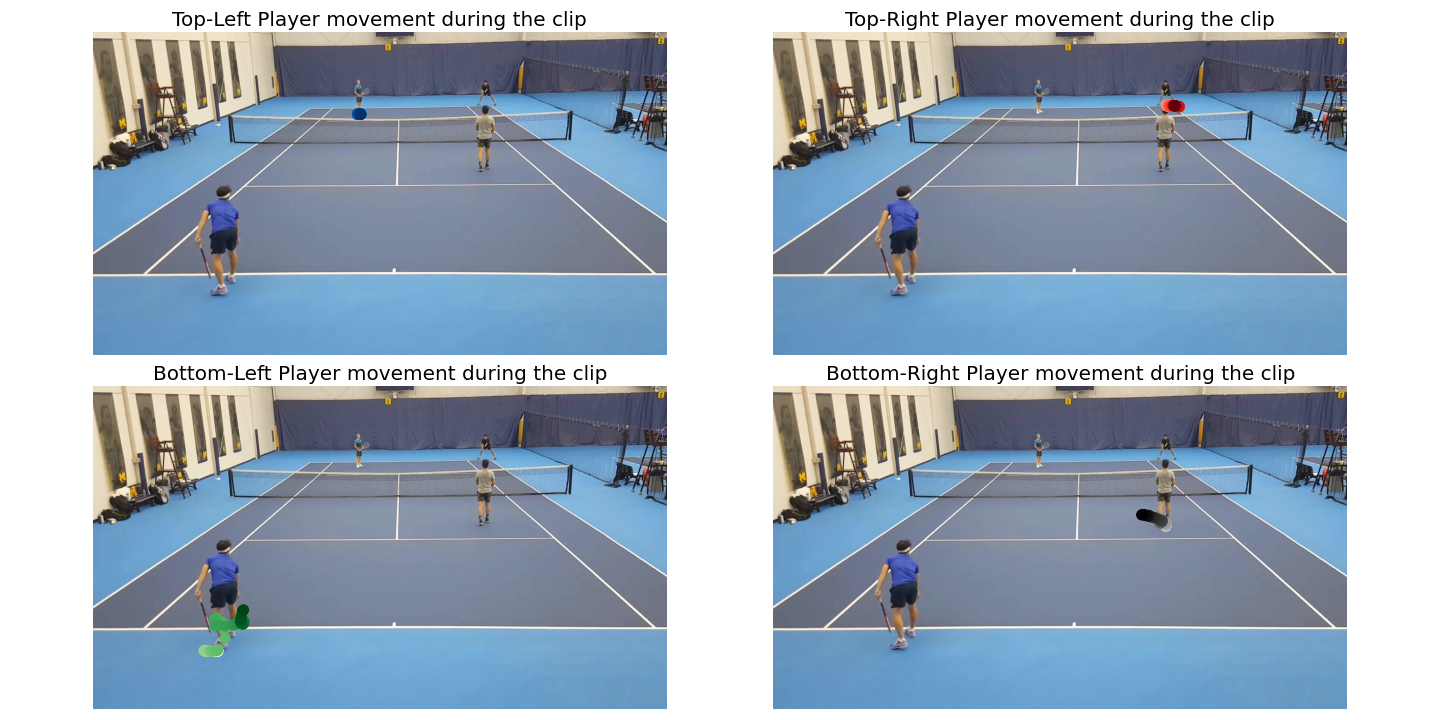 Top-Left Player movement during the clip
Top-Right Player movement during the clip
Bottom-Left Player movement during the clip
Bottom-Right Player movement during the clip